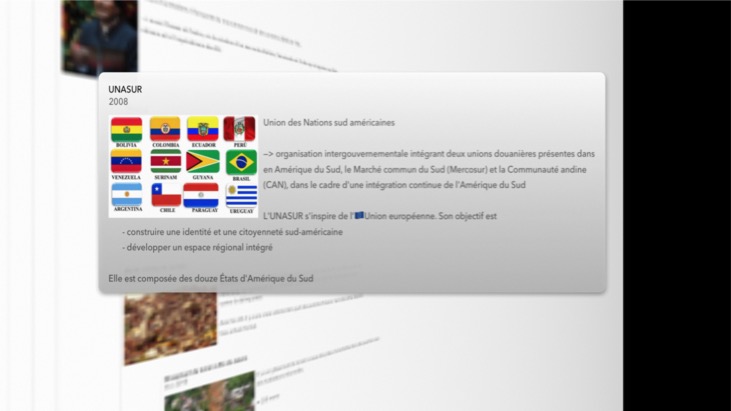 UNASUR
2008
BOLIVIA COLOMBIA ECUADOR PERÚ
VENEZUELA SURINAM GUYANA BRASIL
ARGENTINA CHILE PARAGUAY URUGUAY
Union des Nations sud américaines
--> organisation intergouvernementale intégrant deux unions douanières présentes dans
en Amérique du Sud, le Marché commun du Sud (Mercosur) et la Communauté andine
(CAN), dans le cadre d'une intégration continue de l'Amérique du Sud
L'UNASUR s'inspire de l'Union européenne. Son objectif est
- construire une identité et une citoyenneté sud-américaine
- développer un espace régional intégré
Elle est composée des douze États d'Amérique du Sud